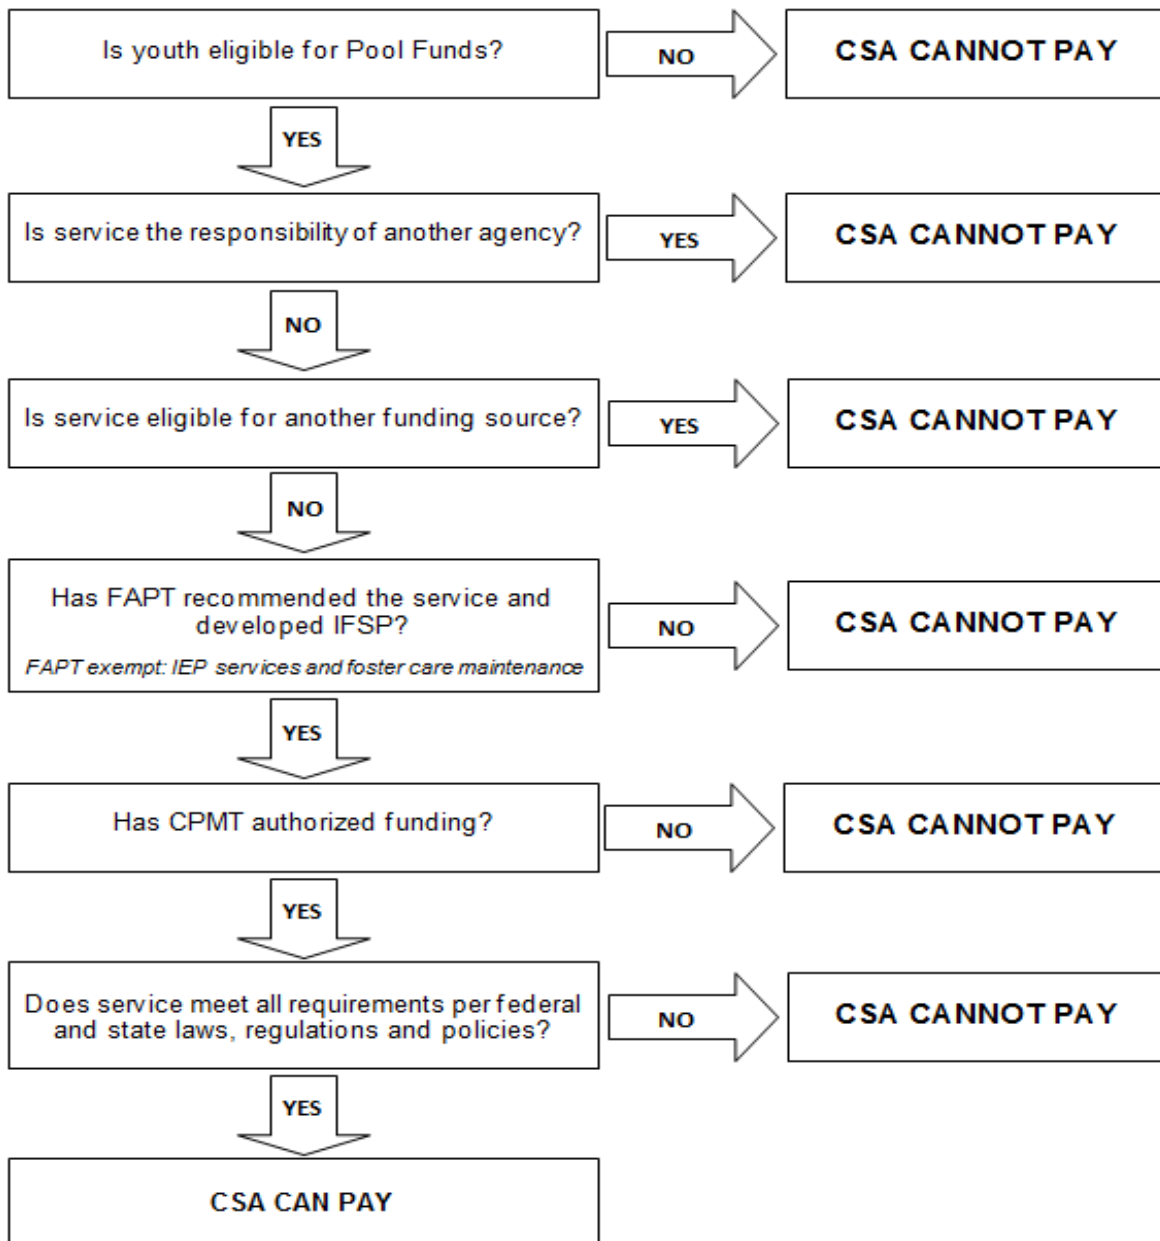 Is youth eligible for Pool Funds?
NO
CSA CANNOT PAY
YES
Is service the responsibility of another agency?
YES
CSA CANNOT PAY
NO
Is service eligible for another funding source?
YES
CSA CANNOT PAY
NO
Has FAPT recommended the service and
developed IFSP?
FAPT exempt: IEP services and foster care maintenance
NO
CSA CANNOT PAY
YES
Has CPMT authorized funding?
NO
CSA CANNOT PAY
YES
Does service meet all requirements per federal
and state laws, regulations and policies?
NO
CSA CANNOT PAY
YES
CSA CAN PAY